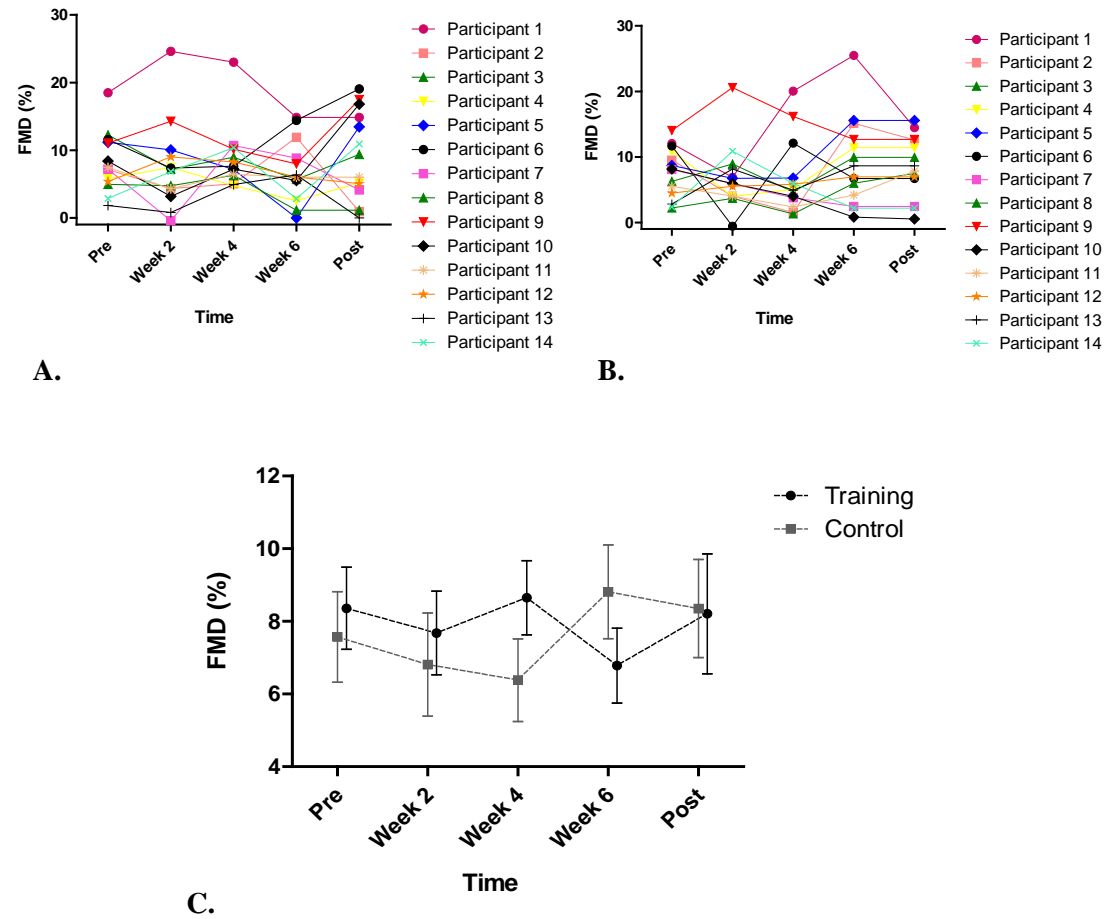 30
20
10
0
FMD (%)
Pre
Week 2
Week 4
Week 6
Post
Time
Participant 1
Participant 2
Participant 3
Participant 4
Participant 5
Participant 6
Participant 7
Participant 8
Participant 9
Participant 10
Participant 11
Participant 12
Participant 13
Participant 14
A.
30
20
10
0
FMD (%)
Pre
Week 2
Week 4
Week 6
Post
Time
Participant 1
Participant 2
Participant 3
Participant 4
Participant 5
Participant 6
Participant 7
Participant 8
Participant 9
Participant 10
Participant 11
Participant 12
Participant 13
Participant 14
B.
12
10
8
6
4
FMD (%)
Pre
Week 2
Week 4
Week 6
Post
Time
Training
Control
C.